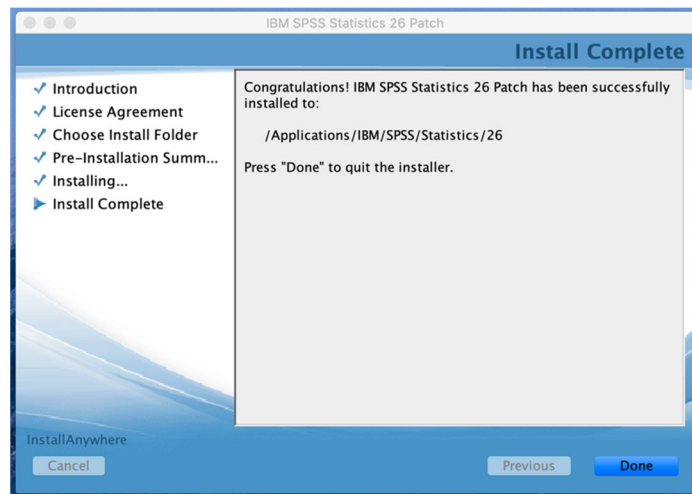 IBM SPSS Statistics 26 Patch
Install Complete
Introduction
License Agreement
Choose Install Folder
Pre-Installation Summ...
Installing...
Install Complete
Congratulations! IBM SPSS Statistics 26 Patch has been successfully
installed to:
/Applications/IBM/SPSS/Statistics/26
Press "Done" to quit the installer.
InstallAnywhere
Cancel
Previous
Done